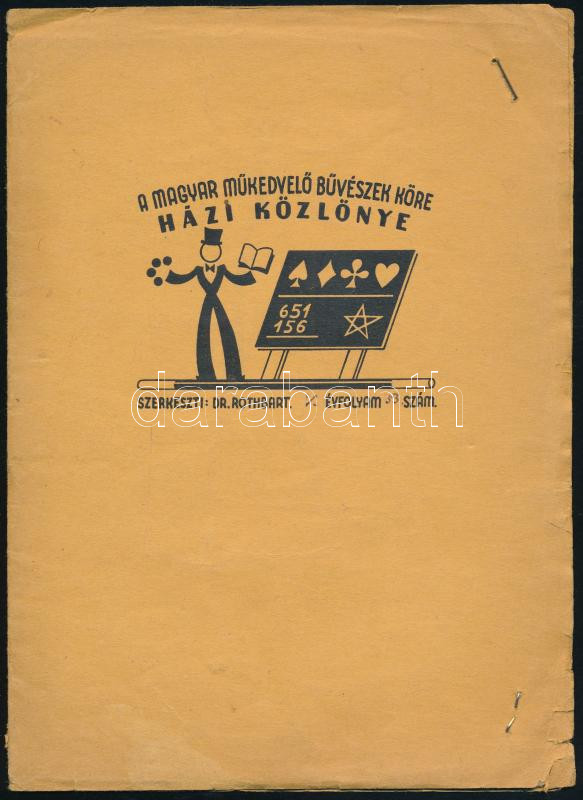 A MAGYAR MŰKEDVELŐ BŰVÉSZEK KÖRE
HÁZI KÖZLÖNYE
651
156
SZERKESZTI: DR. ROTHBART. ÉVFOLYAM SZÁM.
darabanth